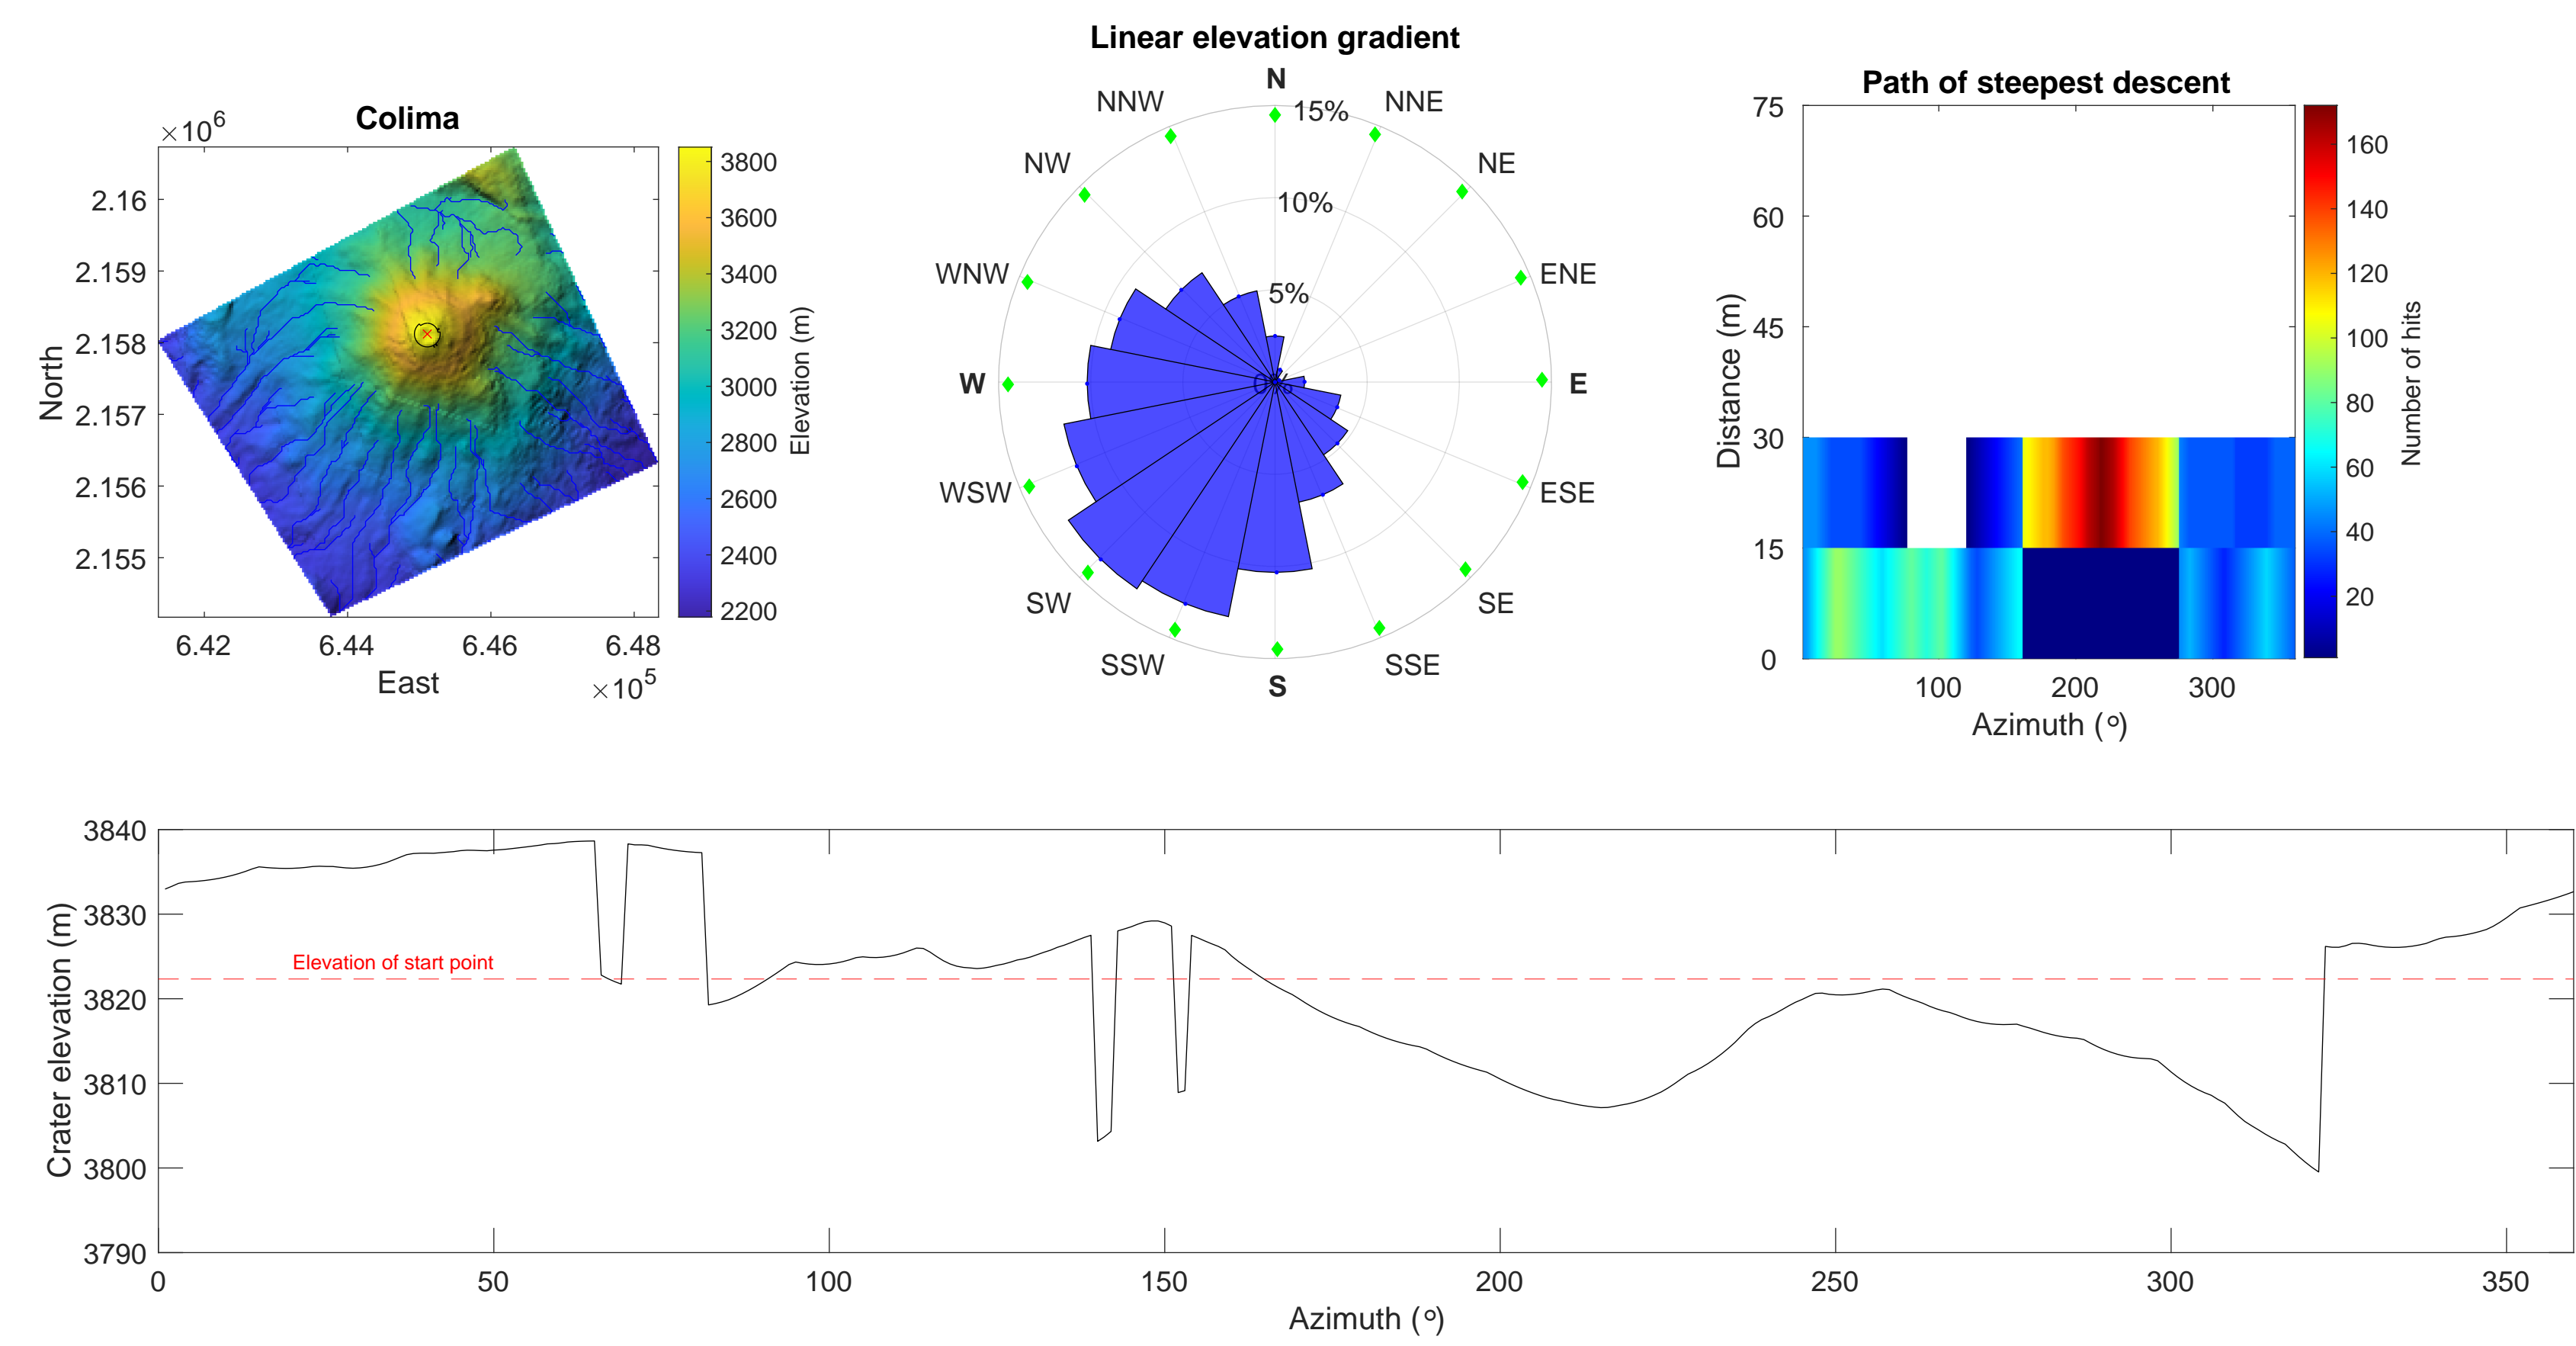 Colima
×10⁶
2.16
2.159
2.158
2.157
2.156
2.155
North
6.42 6.44 6.46 6.48
East
×10⁵
3800
3600
3400
3200
3000
2800
2600
2400
2200
Elevation (m)
Linear elevation gradient
N
NNW NNE
15%
NW NE
10%
WNW ENE
5%
W 0% E
WSW ESE
SW SE
SSW SSE
S
Path of steepest descent
75
60
45
30
15
0
Distance (m)
100 200 300
Azimuth (°)
160
140
120
100
80
60
40
20
Number of hits
3840
3830
3820
3810
3800
3790
Crater elevation (m)
Elevation of start point
0 50 100 150 200 250 300 350
Azimuth (°)